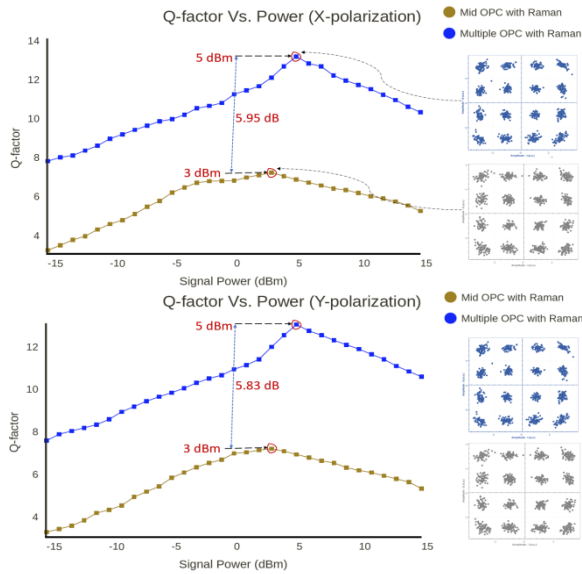 Q-factor Vs. Power (X-polarization)
Mid OPC with Raman
Multiple OPC with Raman
14
12
10
8
6
4
Q-factor
5 dBm
5.95 dB
3 dBm
-15
-10
-5
0
5
10
15
Signal Power (dBm)
Q-factor Vs. Power (Y-polarization)
Mid OPC with Raman
Multiple OPC with Raman
12
10
8
6
4
Q-factor
5 dBm
5.83 dB
3 dBm
-15
-10
-5
0
5
10
15
Signal Power (dBm)